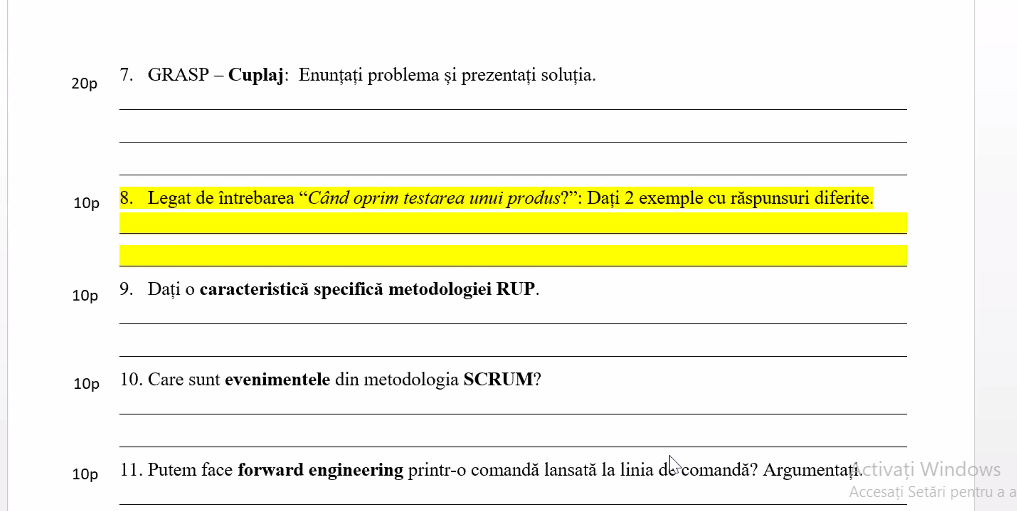 20p
7. GRASP – Cuplaj: Enunțați problema și prezentați soluția.
10p
8. Legat de întrebarea “Când oprim testarea unui produs?”: Dați 2 exemple cu răspunsuri diferite.
10p
9. Dați o caracteristică specifică metodologiei RUP.
10p
10. Care sunt evenimentele din metodologia SCRUM?
10p
11. Putem face forward engineering printr-o comandă lansată la linia de comandă? Argumentați.
Activați Windows
Accesați Setări pentru a a